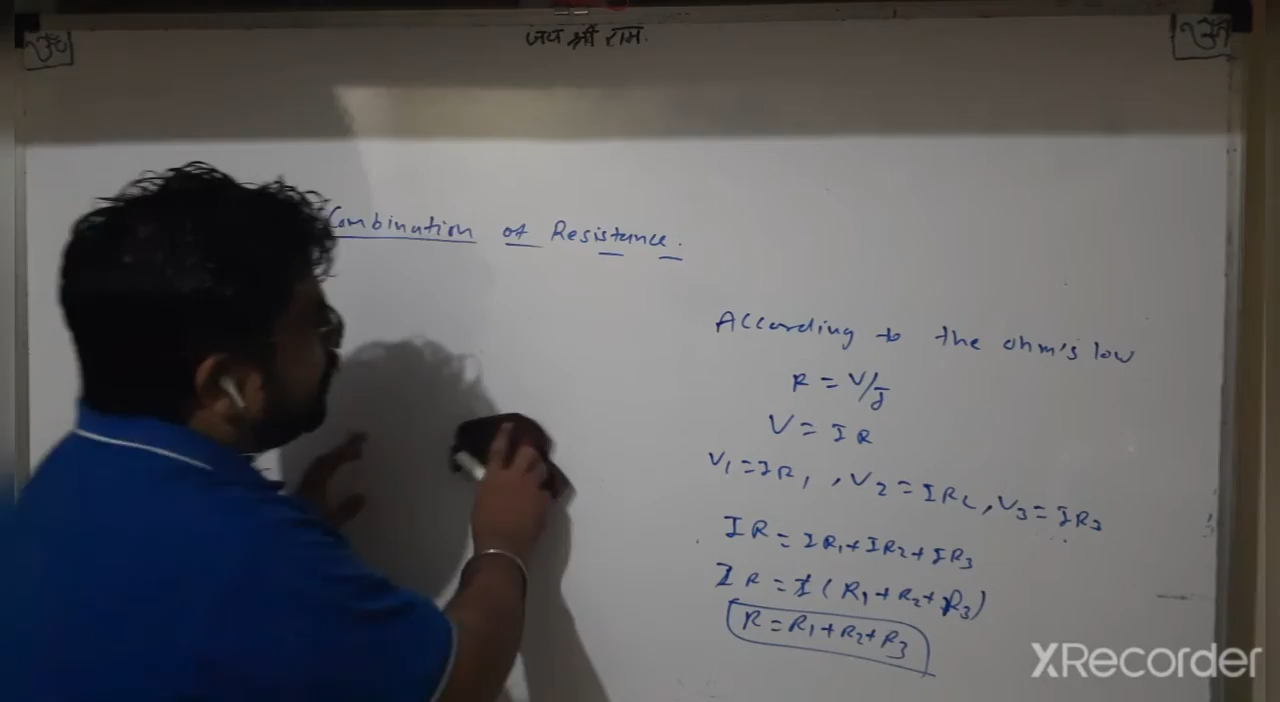 जय श्री राम.
ॐ
ॐ
Combination of Resistance.
According to the ohm's low
R = V/I
V = IR
V₁ = IR₁, V₂ = IR₂, V₃ = IR₃
IR = IR₁ + IR₂ + IR₃
IR = I (R₁ + R₂ + R₃)
R = R₁ + R₂ + R₃
XRecorder